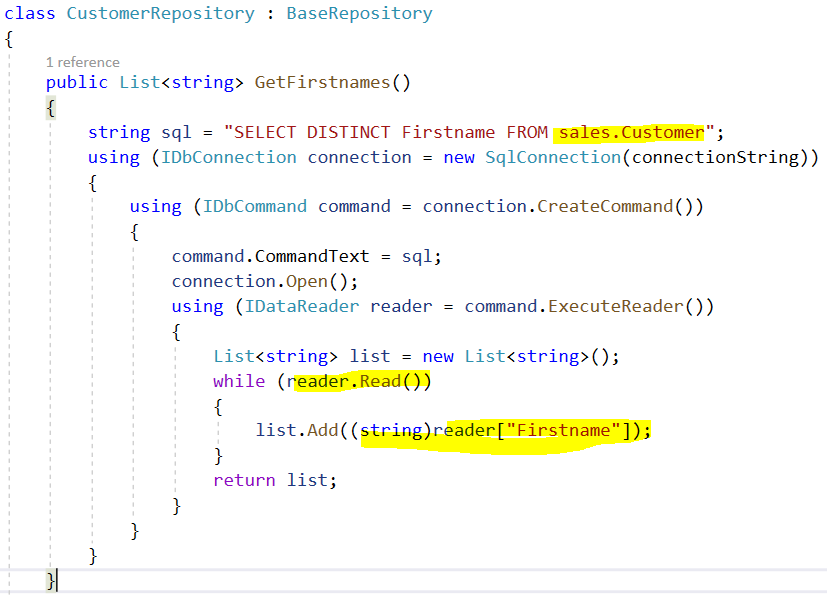 class CustomerRepository : BaseRepository
{
1 reference
public List<string> GetFirstnames()
{
string sql = "SELECT DISTINCT Firstname FROM sales.Customer";
using (IDbConnection connection = new SqlConnection(connectionString))
{
using (IDbCommand command = connection.CreateCommand())
{
command.CommandText = sql;
connection.Open();
using (IDataReader reader = command.ExecuteReader())
{
List<string> list = new List<string>();
while (reader.Read())
{
list.Add((string)reader["Firstname"]);
}
return list;
}
}
}
}